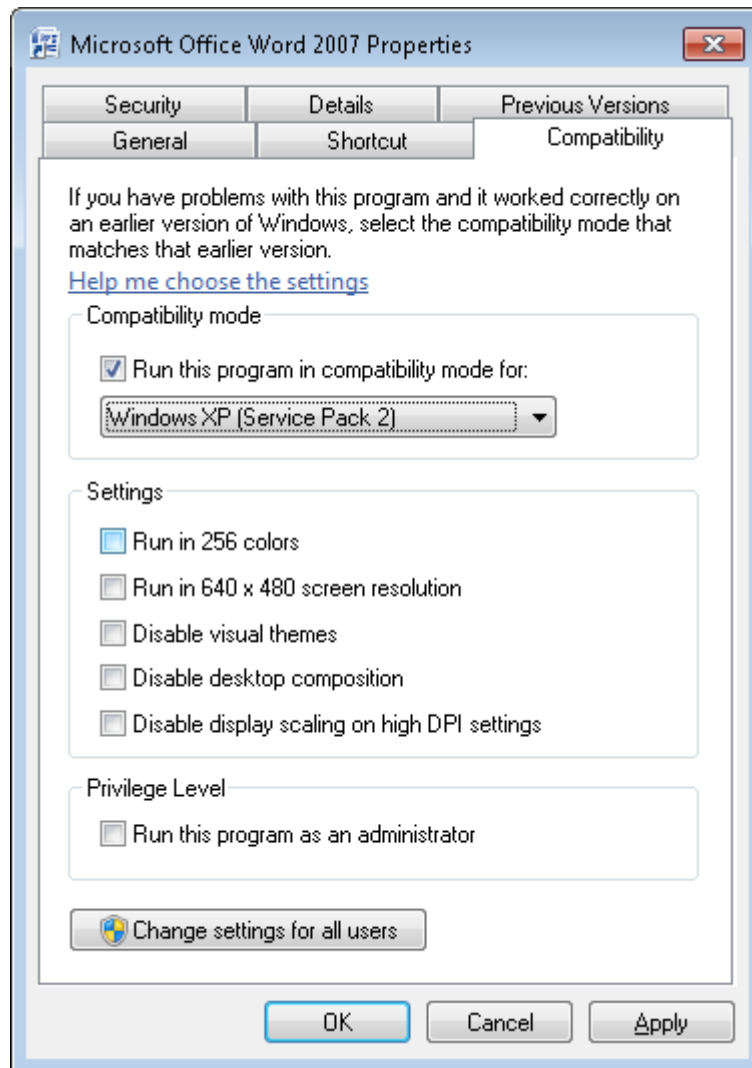 Microsoft Office Word 2007 Properties
Security Details Previous Versions
General Shortcut Compatibility
If you have problems with this program and it worked correctly on
an earlier version of Windows, select the compatibility mode that
matches that earlier version.
Help me choose the settings
Compatibility mode
Run this program in compatibility mode for:
Windows XP (Service Pack 2)
Settings
Run in 256 colors
Run in 640 x 480 screen resolution
Disable visual themes
Disable desktop composition
Disable display scaling on high DPI settings
Privilege Level
Run this program as an administrator
Change settings for all users
OK Cancel Apply